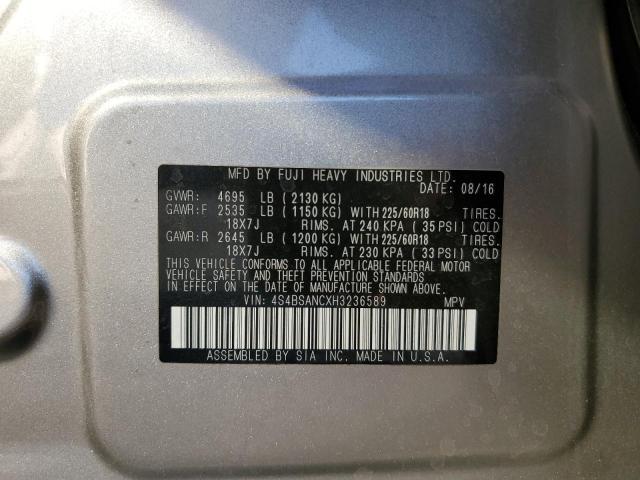 MFD BY FUJI HEAVY INDUSTRIES LTD.
DATE: 08/16
GVWR: 4695 LB (2130 KG)
GAWR:F 2535 LB (1150 KG) WITH 225/60R18 TIRES.
18X7J RIMS. AT 240 KPA (35 PSI) COLD
GAWR:R 2645 LB (1200 KG) WITH 225/60R18 TIRES.
18X7J RIMS. AT 230 KPA (33 PSI) COLD
THIS VEHICLE CONFORMS TO ALL APPLICABLE FEDERAL MOTOR
VEHICLE SAFETY AND THEFT PREVENTION STANDARDS IN
EFFECT ON THE DATE OF MANUFACTURE SHOWN ABOVE.
VIN: 4S4BSANCXH3236589 MPV
ASSEMBLED BY SIA INC. MADE IN U.S.A.